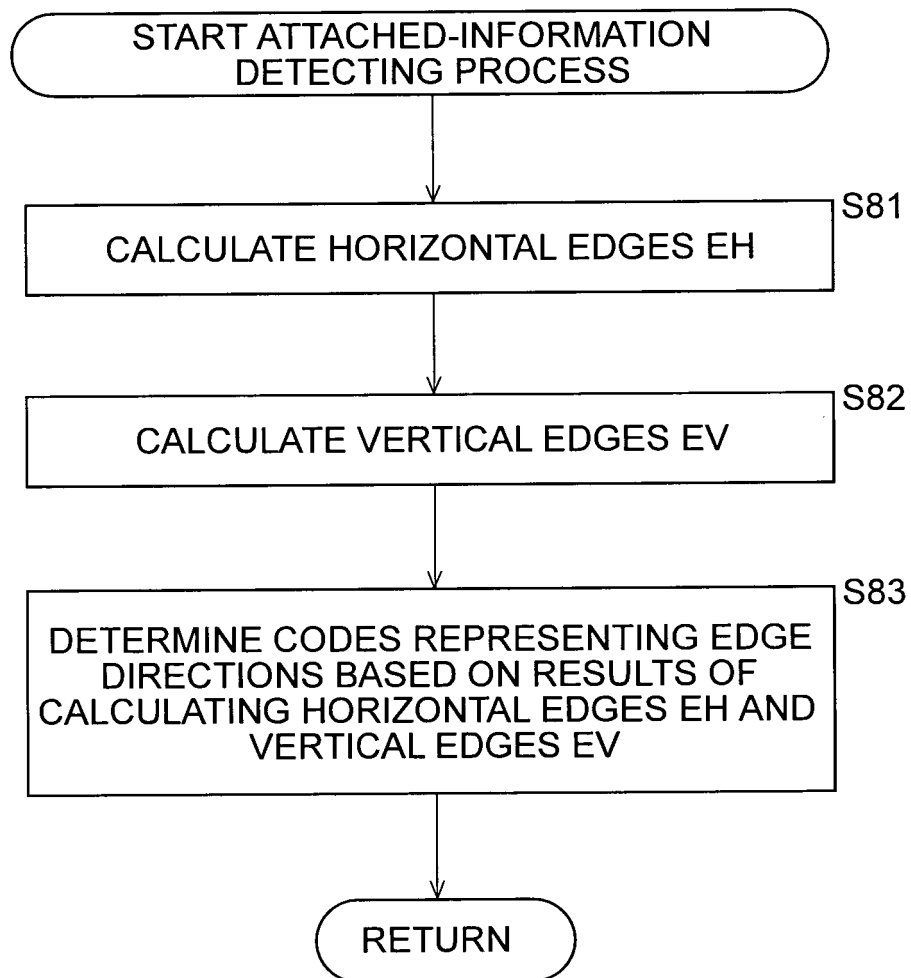 START ATTACHED-INFORMATION
DETECTING PROCESS
S81
CALCULATE HORIZONTAL EDGES EH
S82
CALCULATE VERTICAL EDGES EV
S83
DETERMINE CODES REPRESENTING EDGE
DIRECTIONS BASED ON RESULTS OF
CALCULATING HORIZONTAL EDGES EH AND
VERTICAL EDGES EV
RETURN